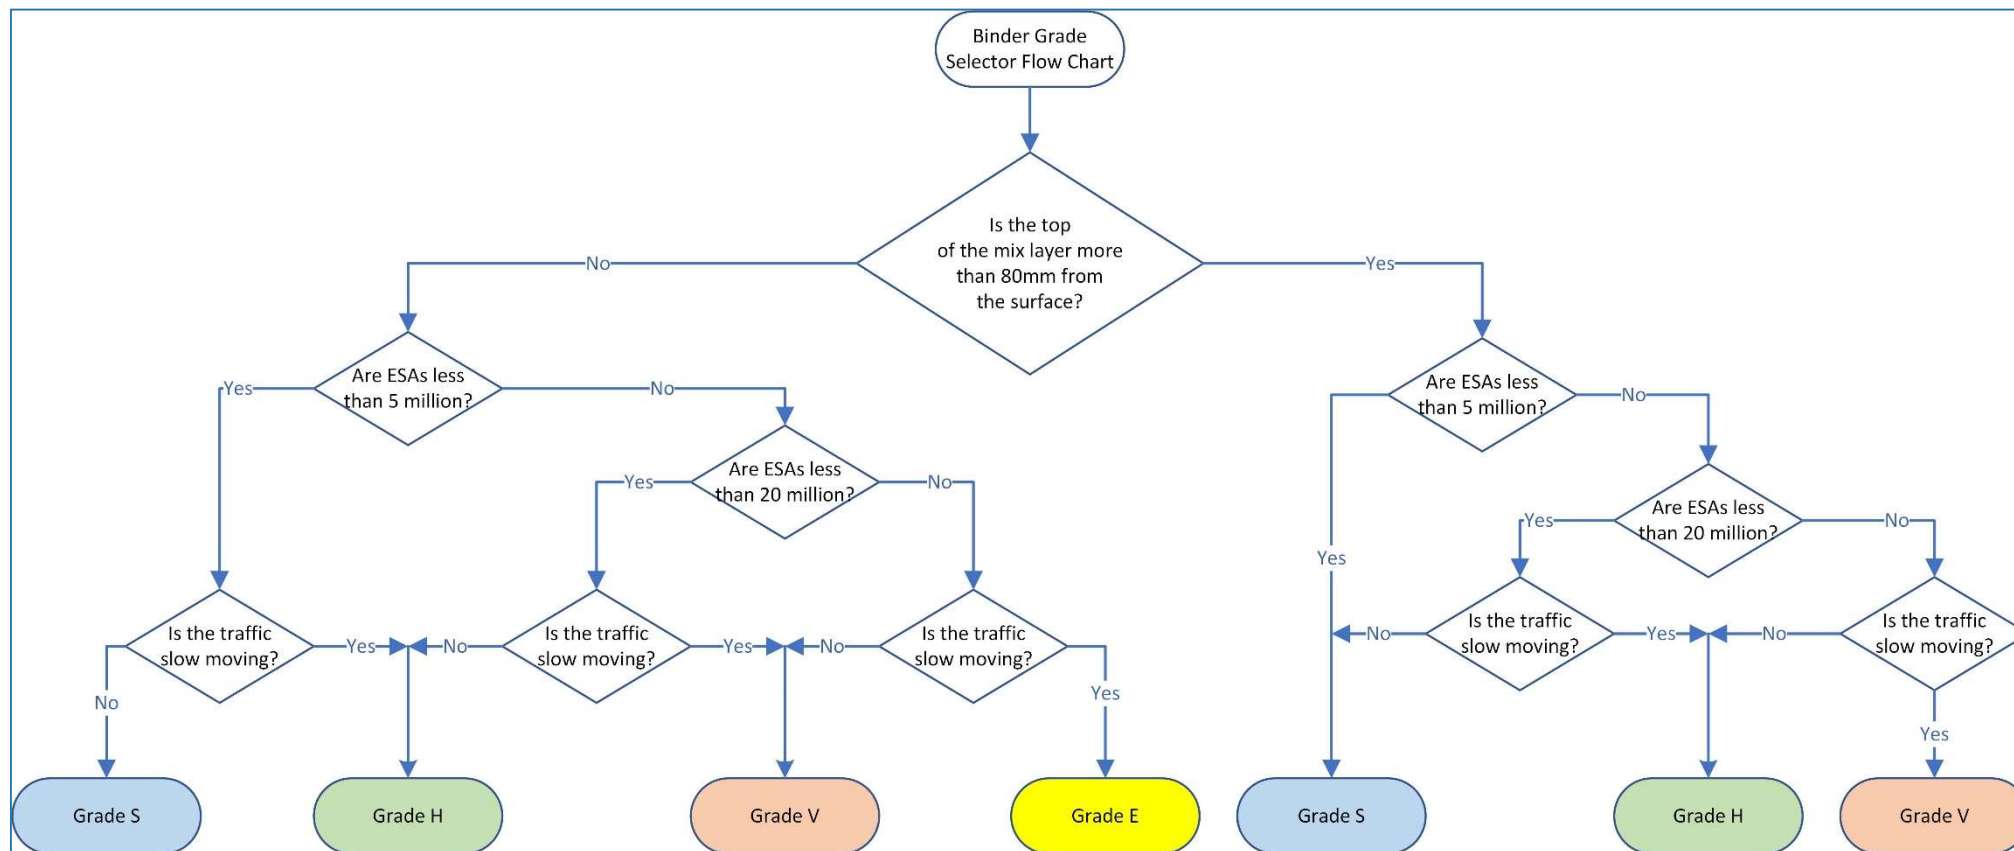 Binder Grade
Selector Flow Chart
Is the top
of the mix layer more
than 80mm from
the surface?
No
Yes
Are ESAs less
than 5 million?
Yes
No
Are ESAs less
than 5 million?
No
Yes
Are ESAs less
than 20 million?
Yes
No
Are ESAs less
than 20 million?
Yes
No
Is the traffic
slow moving?
No
Yes
Is the traffic
slow moving?
No
Yes
Is the traffic
slow moving?
No
Yes
Is the traffic
slow moving?
No
Yes
Is the traffic
slow moving?
No
Yes
Grade S
Grade H
Grade V
Grade E
Grade S
Grade H
Grade V